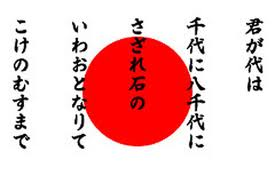 君が代は
千代に八千代に
さざれ石の
いわおとなりて
こけのむすまで